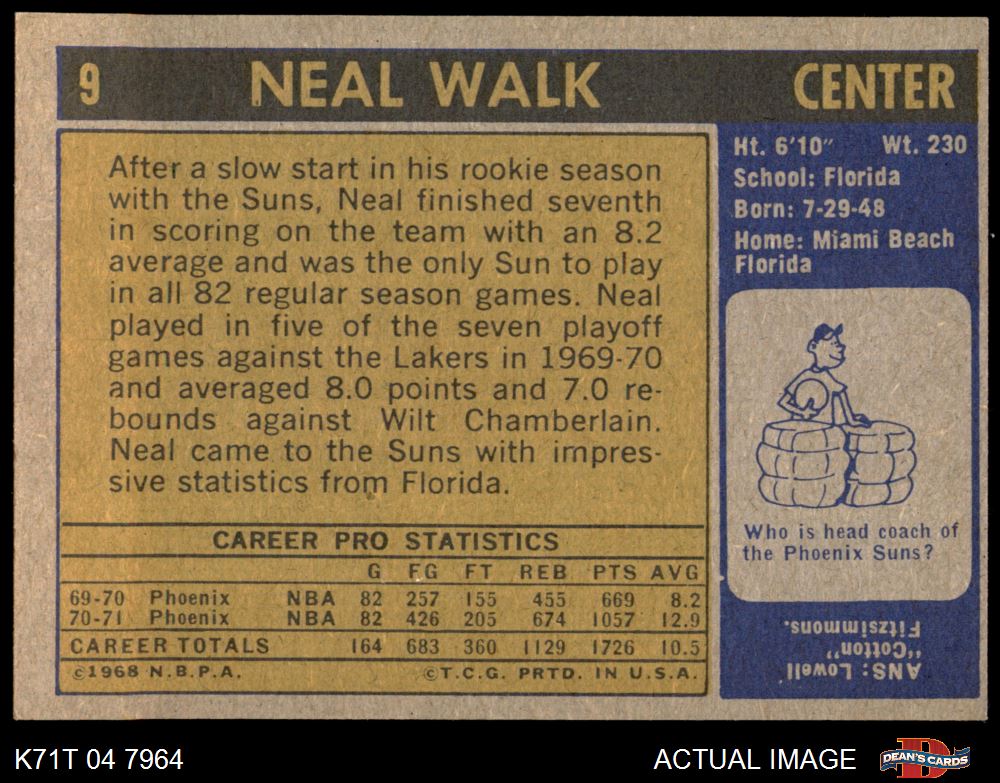 9 NEAL WALK CENTER
After a slow start in his rookie season
with the Suns, Neal finished seventh
in scoring on the team with an 8.2
average and was the only Sun to play
in all 82 regular season games. Neal
played in five of the seven playoff
games against the Lakers in 1969-70
and averaged 8.0 points and 7.0 re-
bounds against Wilt Chamberlain.
Neal came to the Suns with impres-
sive statistics from Florida.
CAREER PRO STATISTICS
G FG FT REB PTS AVG
69-70 Phoenix NBA 82 257 155 455 669 8.2
70-71 Phoenix NBA 82 426 205 674 1057 12.9
CAREER TOTALS 164 683 360 1129 1726 10.5
©1968 N.B.P.A. ©T.C.G. PRTD. IN U.S.A.
Ht. 6'10" Wt. 230
School: Florida
Born: 7-29-48
Home: Miami Beach
Florida
Who is head coach of
the Phoenix Suns?
ANS: Lowell
"Cotton"
Fitzsimmons.
K71T 04 7964
ACTUAL IMAGE
DEAN'S CARDS